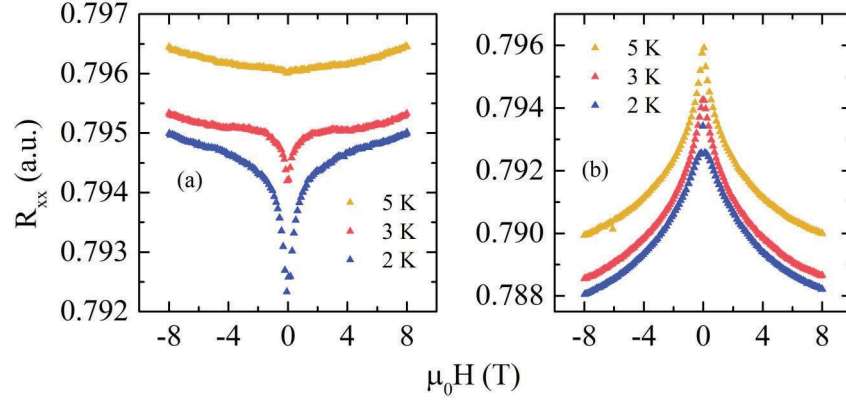 0.797
0.796
0.795
0.794
0.793
0.792
R_xx (a.u.)
(a)
5 K
3 K
2 K
-8 -4 0 4 8
0.796
0.794
0.792
0.790
0.788
5 K
3 K
2 K
(b)
-8 -4 0 4 8
μ₀H (T)